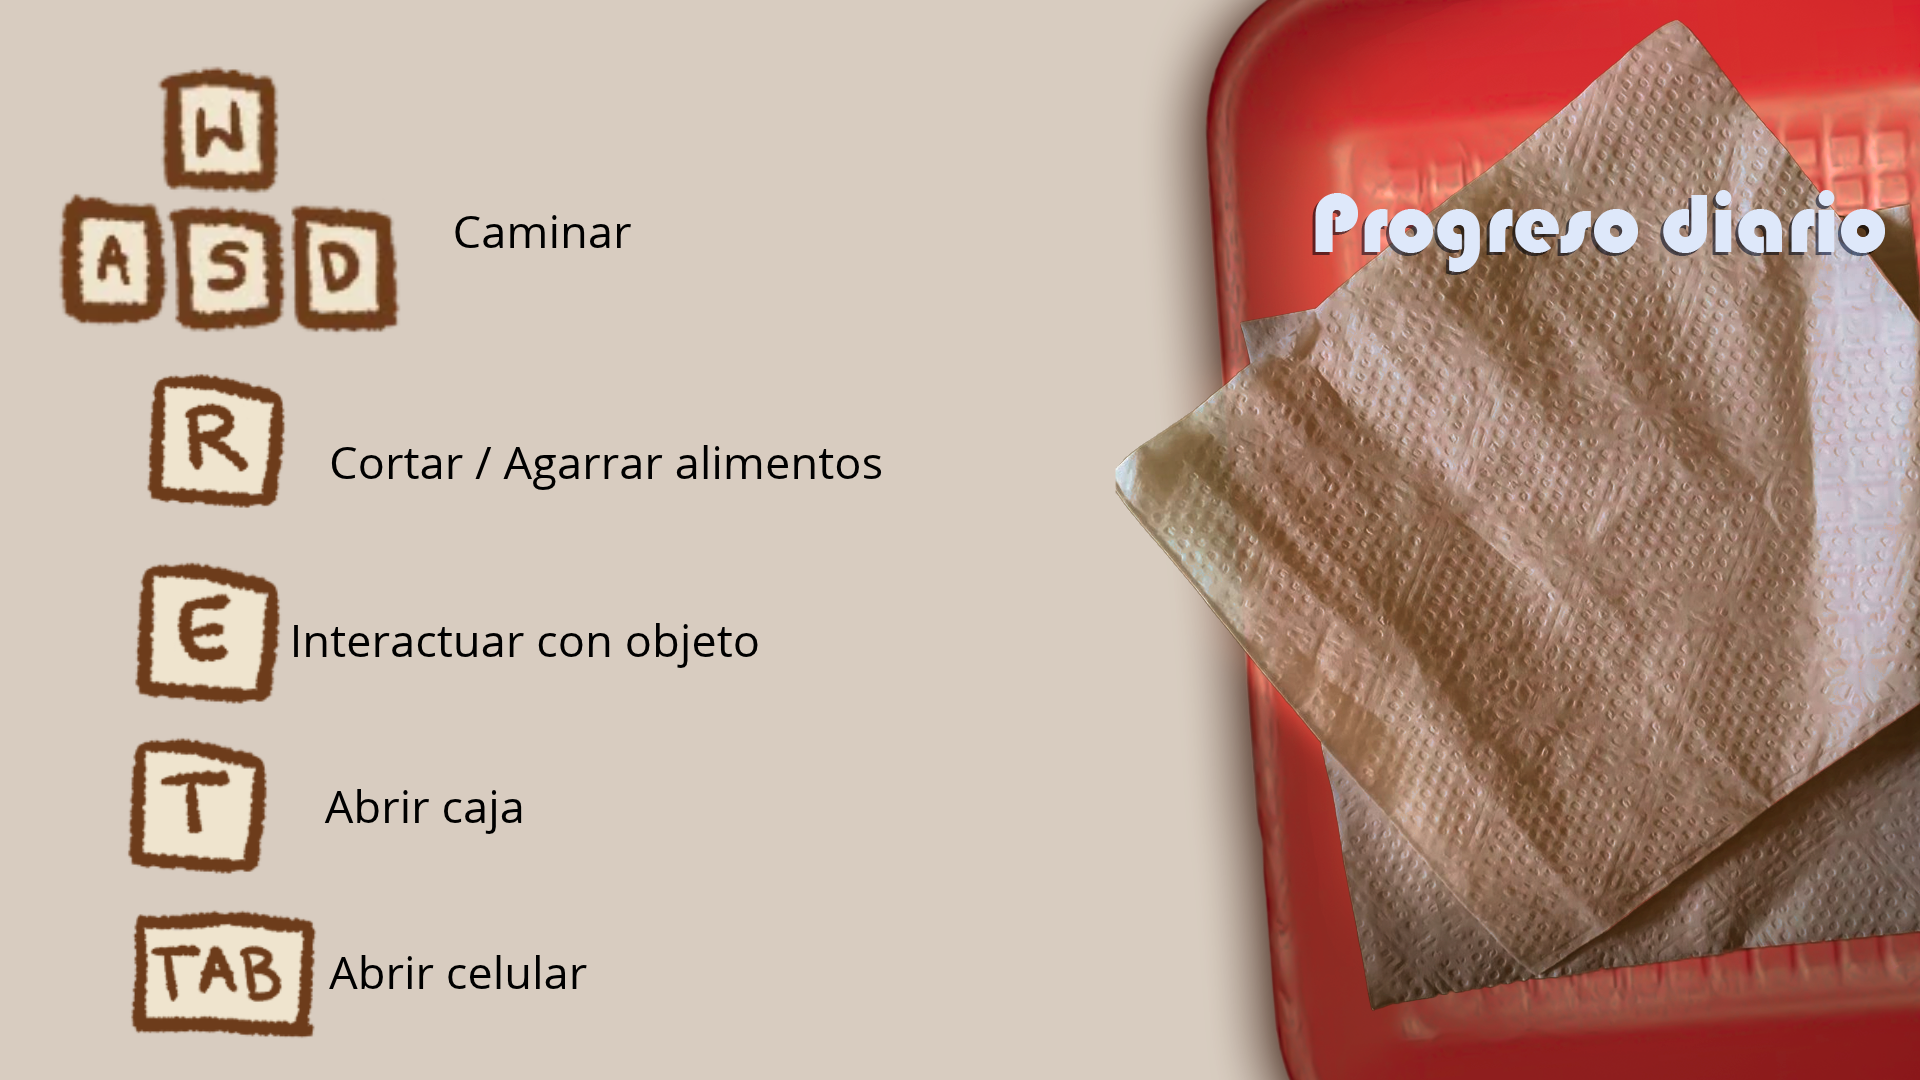 W
A S D
Caminar
R
Cortar / Agarrar alimentos
E
Interactuar con objeto
T
Abrir caja
TAB
Abrir celular
Progreso diario